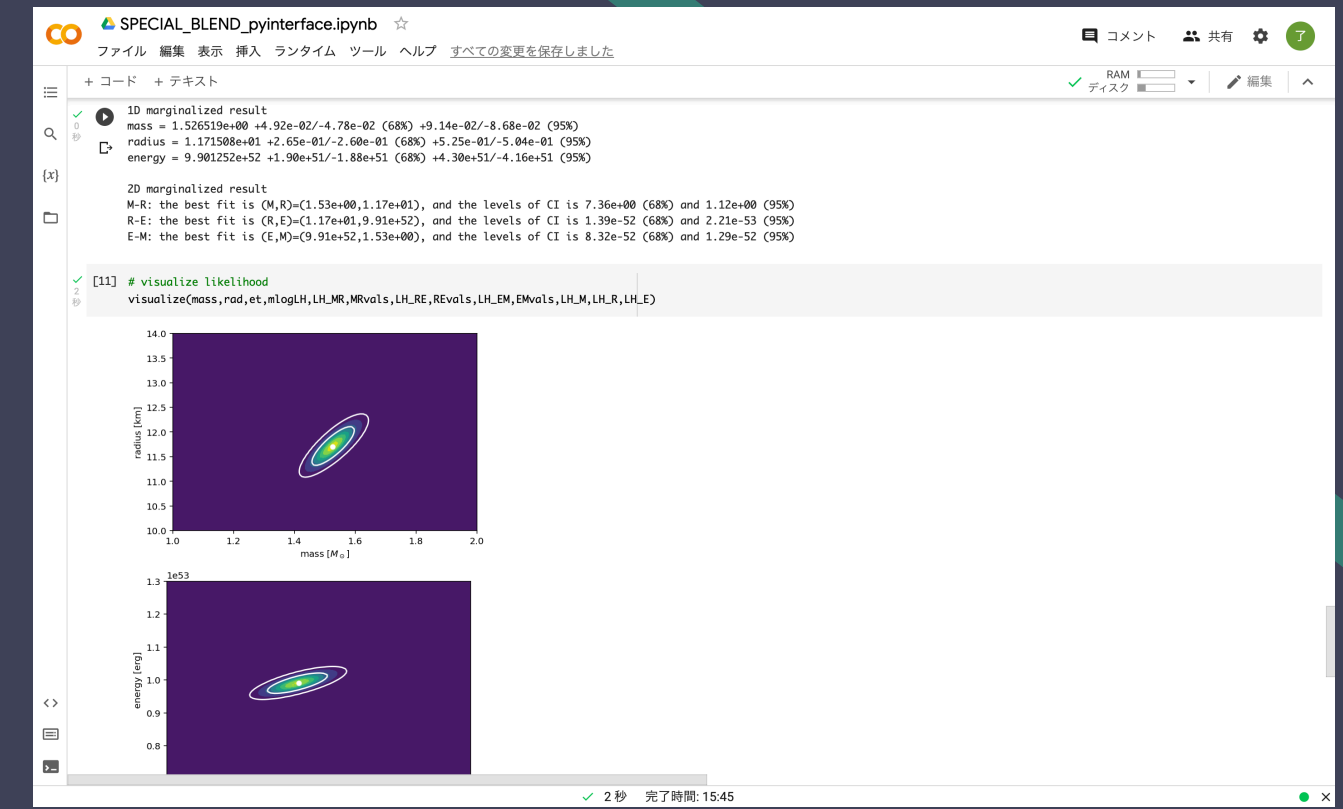 SPECIAL_BLEND_pyinterface.ipynb
ファイル 編集 表示 挿入 ランタイム ツール ヘルプ すべての変更を保存しました
コメント 共有 了
+ コード + テキスト
RAM
ディスク
編集
0
秒
1D marginalized result
mass = 1.526519e+00 +4.92e-02/-4.78e-02 (68%) +9.14e-02/-8.68e-02 (95%)
radius = 1.171508e+01 +2.65e-01/-2.60e-01 (68%) +5.25e-01/-5.04e-01 (95%)
energy = 9.901252e+52 +1.90e+51/-1.88e+51 (68%) +4.30e+51/-4.16e+51 (95%)
{x}
2D marginalized result
M-R: the best fit is (M,R)=(1.53e+00,1.17e+01), and the levels of CI is 7.36e+00 (68%) and 1.12e+00 (95%)
R-E: the best fit is (R,E)=(1.17e+01,9.91e+52), and the levels of CI is 1.39e-52 (68%) and 2.21e-53 (95%)
E-M: the best fit is (E,M)=(9.91e+52,1.53e+00), and the levels of CI is 8.32e-52 (68%) and 1.29e-52 (95%)
2
秒
[11] # visualize likelihood
visualize(mass,rad,et,mlogLH,LH_MR,MRvals,LH_RE,REvals,LH_EM,EMvals,LH_M,LH_R,LH_E)
14.0
13.5
13.0
12.5
12.0
11.5
11.0
10.5
10.0
radius [km]
1.0 1.2 1.4 1.6 1.8 2.0
mass [M⊙]
1e53
1.3
1.2
1.1
1.0
0.9
0.8
energy [erg]
2 秒 完了時間: 15:45